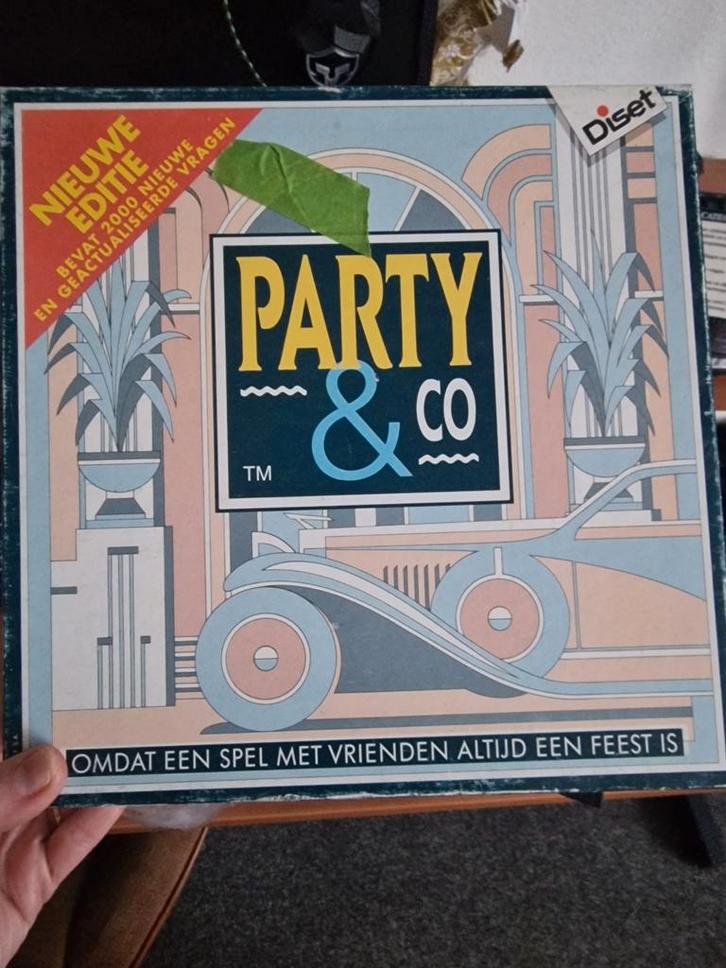 NIEUWE
EDITIE
BEVAT 2000 NIEUWE
EN GEACTUALISEERDE VRAGEN
Diset
PARTY
& CO
TM
OMDAT EEN SPEL MET VRIENDEN ALTIJD EEN FEEST IS